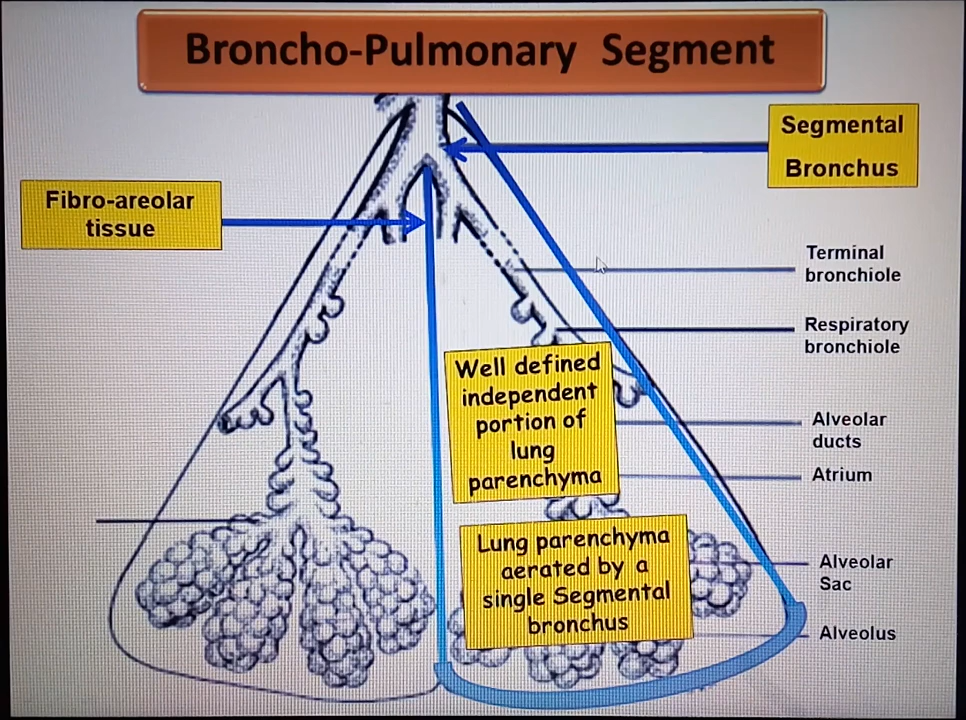 Broncho-Pulmonary Segment
Segmental
Bronchus
Fibro-areolar
tissue
Terminal
bronchiole
Respiratory
bronchiole
Well defined
independent
portion of
lung
parenchyma
Alveolar
ducts
Atrium
Lung parenchyma
aerated by a
single Segmental
bronchus
Alveolar
Sac
Alveolus